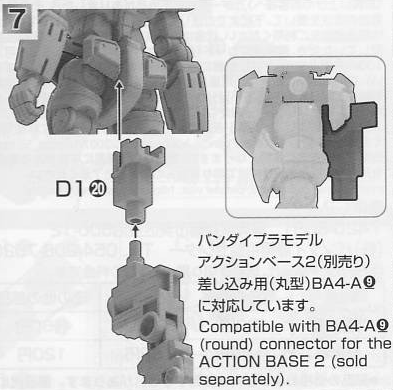 7
D1⑳
バンダイプラモデル
アクションベース2(別売り)
差し込み用(丸型)BA4-A❾
に対応しています。
Compatible with BA4-A❾
(round) connector for the
ACTION BASE 2 (sold
separately).